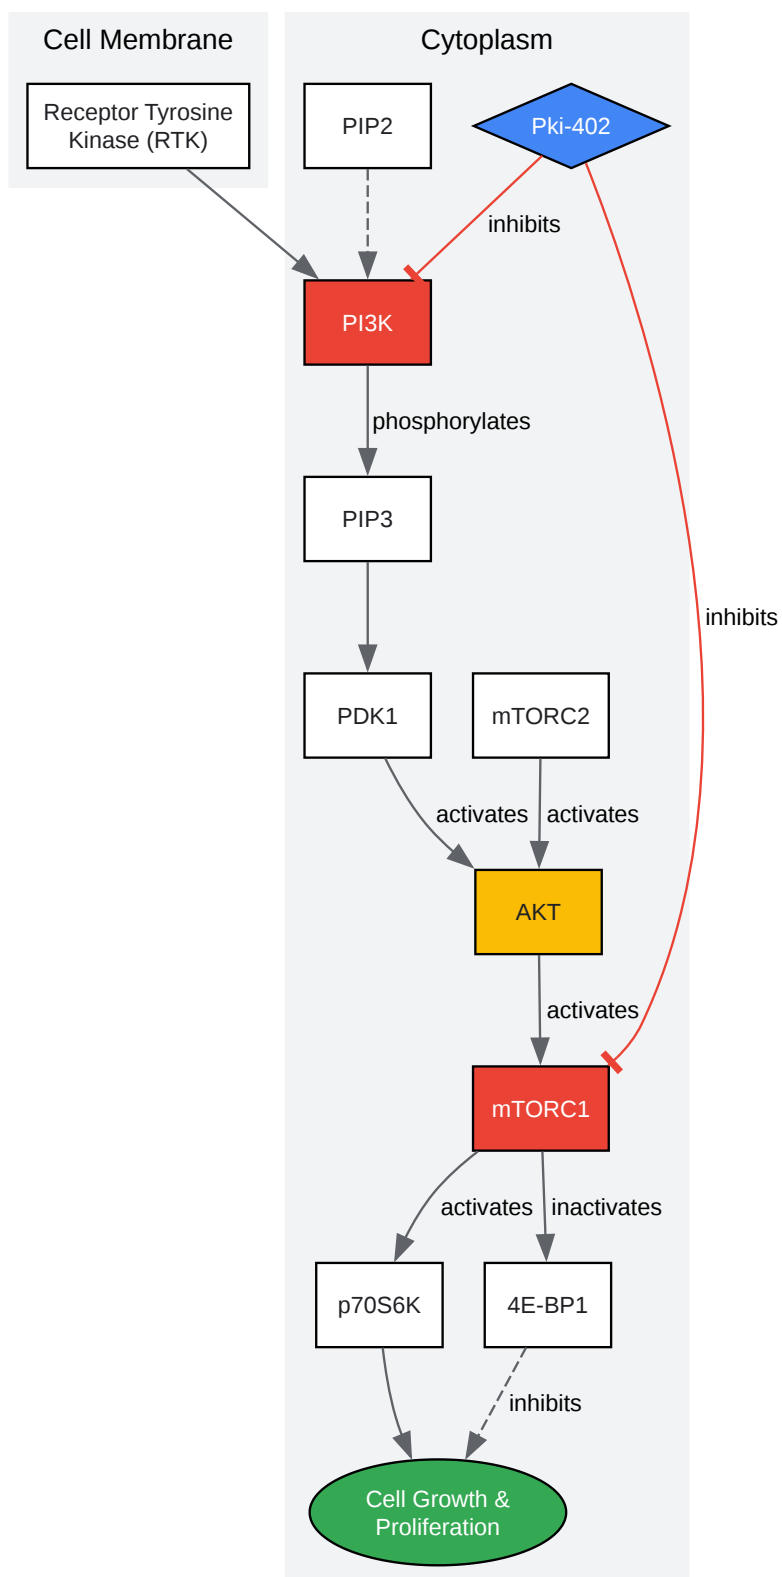 Cell Membrane
Cytoplasm
Receptor Tyrosine
Kinase (RTK)
PIP2
Pki-402
inhibits
PI3K
phosphorylates
PIP3
inhibits
PDK1
mTORC2
activates
activates
AKT
activates
mTORC1
activates
inactivates
p70S6K
4E-BP1
inhibits
Cell Growth &
Proliferation